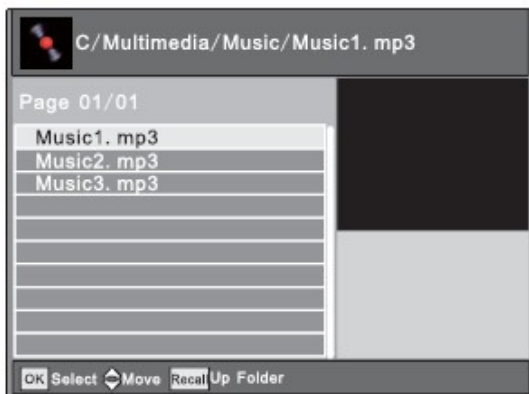 C/Multimedia/Music/Music1. mp3
Page 01/01
Music1. mp3
Music2. mp3
Music3. mp3
OK Select Move Recall Up Folder